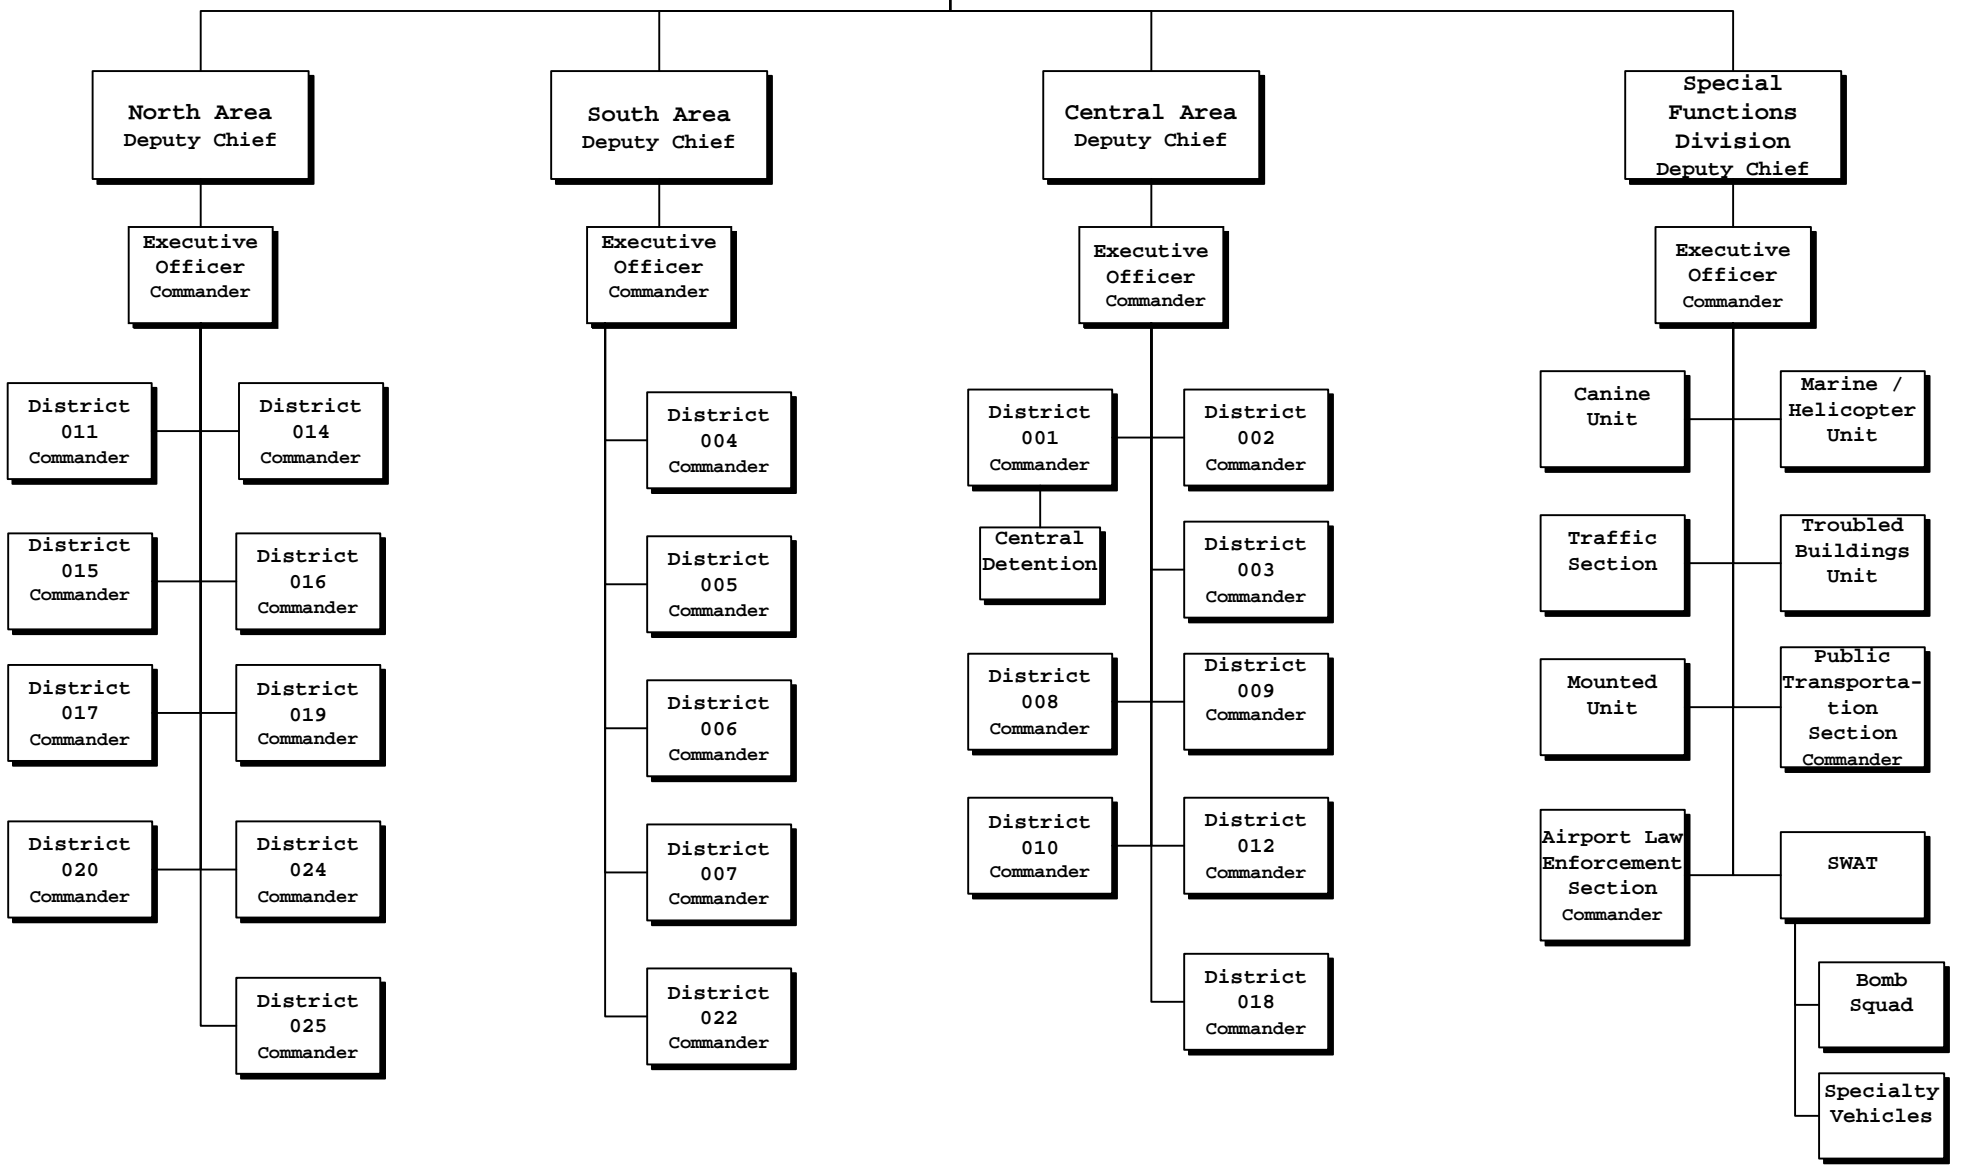 North Area
Deputy Chief
South Area
Deputy Chief
Central Area
Deputy Chief
Special
Functions
Division
Deputy Chief
Executive
Officer
Commander
Executive
Officer
Commander
Executive
Officer
Commander
Executive
Officer
Commander
District
011
Commander
District
014
Commander
District
015
Commander
District
016
Commander
District
017
Commander
District
019
Commander
District
020
Commander
District
024
Commander
District
025
Commander
District
004
Commander
District
005
Commander
District
006
Commander
District
007
Commander
District
022
Commander
District
001
Commander
District
002
Commander
Central
Detention
District
003
Commander
District
008
Commander
District
009
Commander
District
010
Commander
District
012
Commander
District
018
Commander
Canine
Unit
Marine /
Helicopter
Unit
Traffic
Section
Troubled
Buildings
Unit
Mounted
Unit
Public
Transporta-
tion
Section
Commander
Airport Law
Enforcement
Section
Commander
SWAT
Bomb
Squad
Specialty
Vehicles